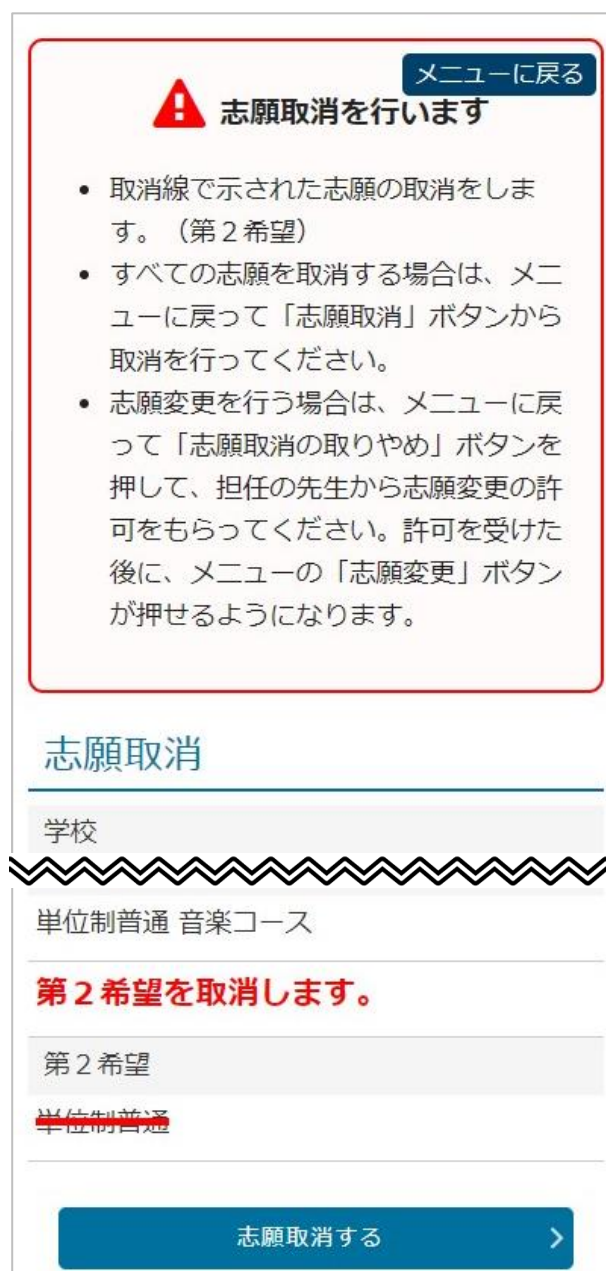 メニューに戻る
志願取消を行います
• 取消線で示された志願の取消をしま
す。（第２希望）
• すべての志願を取消する場合は、メニ
ューに戻って「志願取消」ボタンから
取消を行ってください。
• 志願変更を行う場合は、メニューに戻
って「志願取消の取りやめ」ボタンを
押して、担任の先生から志願変更の許
可をもらってください。許可を受けた
後に、メニューの「志願変更」ボタン
が押せるようになります。
志願取消
学校
単位制普通 音楽コース
第２希望を取消します。
第２希望
単位制普通
志願取消する